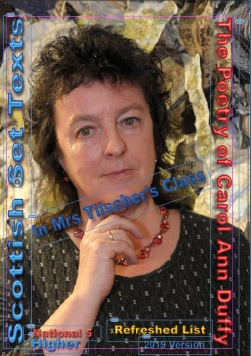 Scottish Set Texts
The Poetry of Carol Ann Duffy
In Mrs Tilscher's Class
National 5
Higher
Refreshed List
2019 Version